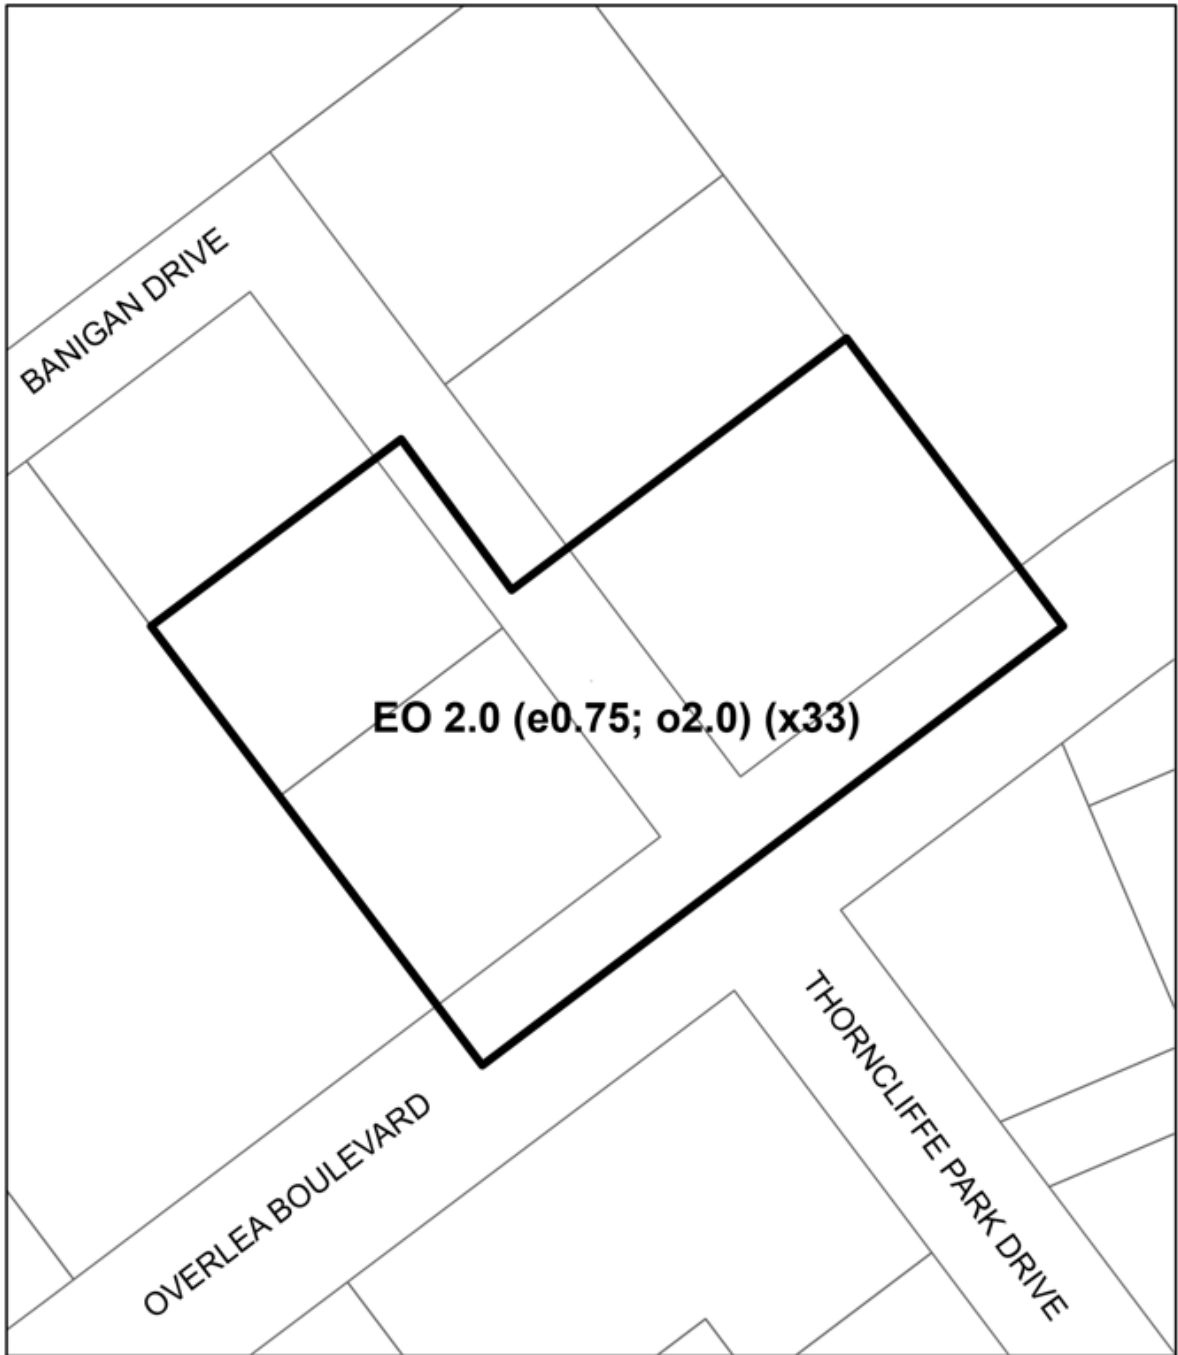 BANIGAN DRIVE
EO 2.0 (e0.75; o2.0) (x33)
THORNCLIFFE PARK DRIVE
OVERLEA BOULEVARD